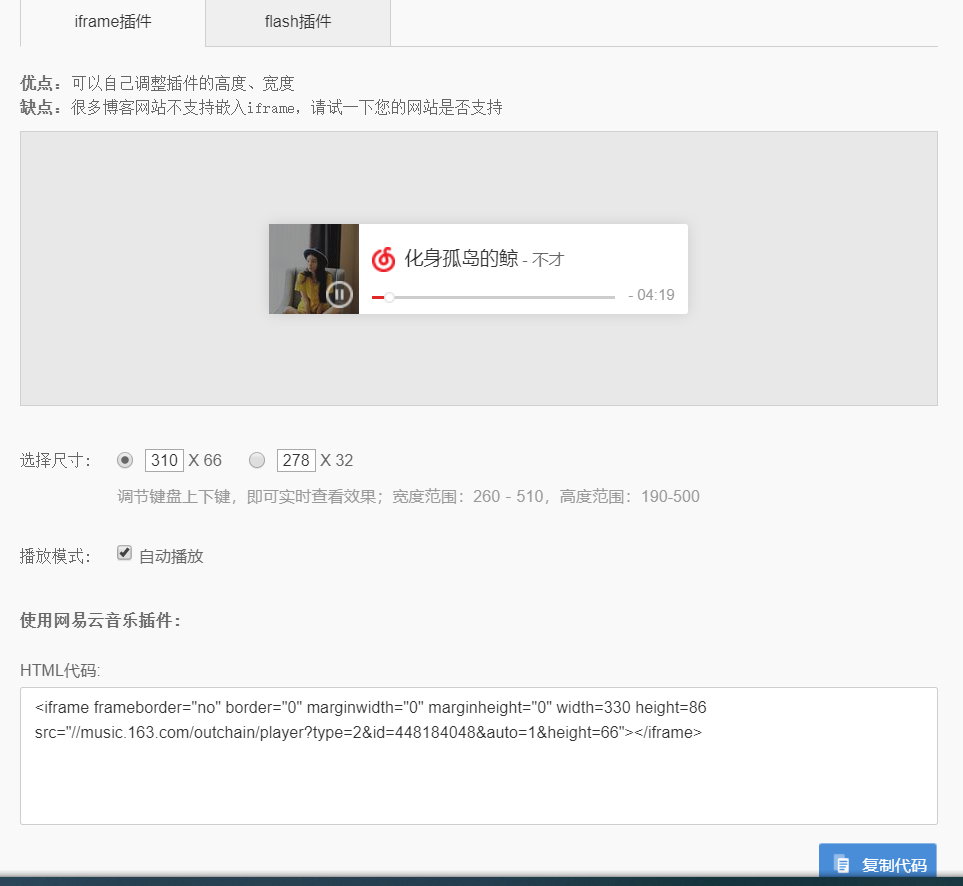 iframe插件
flash插件
优点：可以自己调整插件的高度、宽度
缺点：很多博客网站不支持嵌入iframe，请试一下您的网站是否支持
化身孤岛的鲸 - 不才
- 04:19
选择尺寸： 310 X 66 278 X 32
调节键盘上下键，即可实时查看效果；宽度范围：260 - 510，高度范围：190-500
播放模式： 自动播放
使用网易云音乐插件：
HTML代码:
<iframe frameborder="no" border="0" marginwidth="0" marginheight="0" width=330 height=86
src="//music.163.com/outchain/player?type=2&id=448184048&auto=1&height=66"></iframe>
复制代码